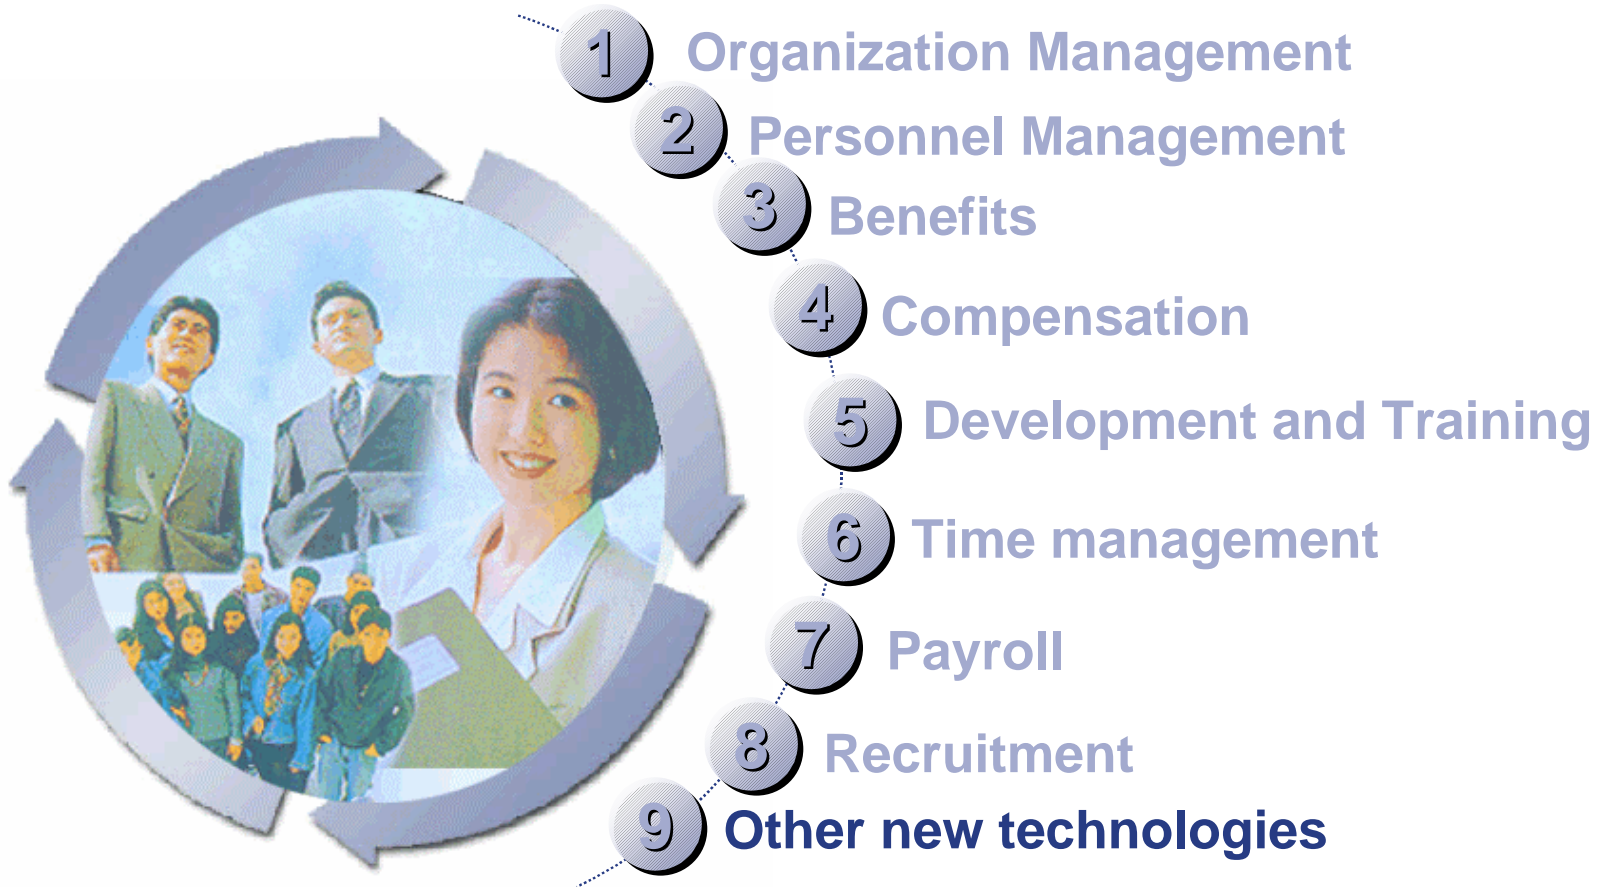 1 Organization Management
2 Personnel Management
3 Benefits
4 Compensation
5 Development and Training
6 Time management
7 Payroll
8 Recruitment
9 Other new technologies